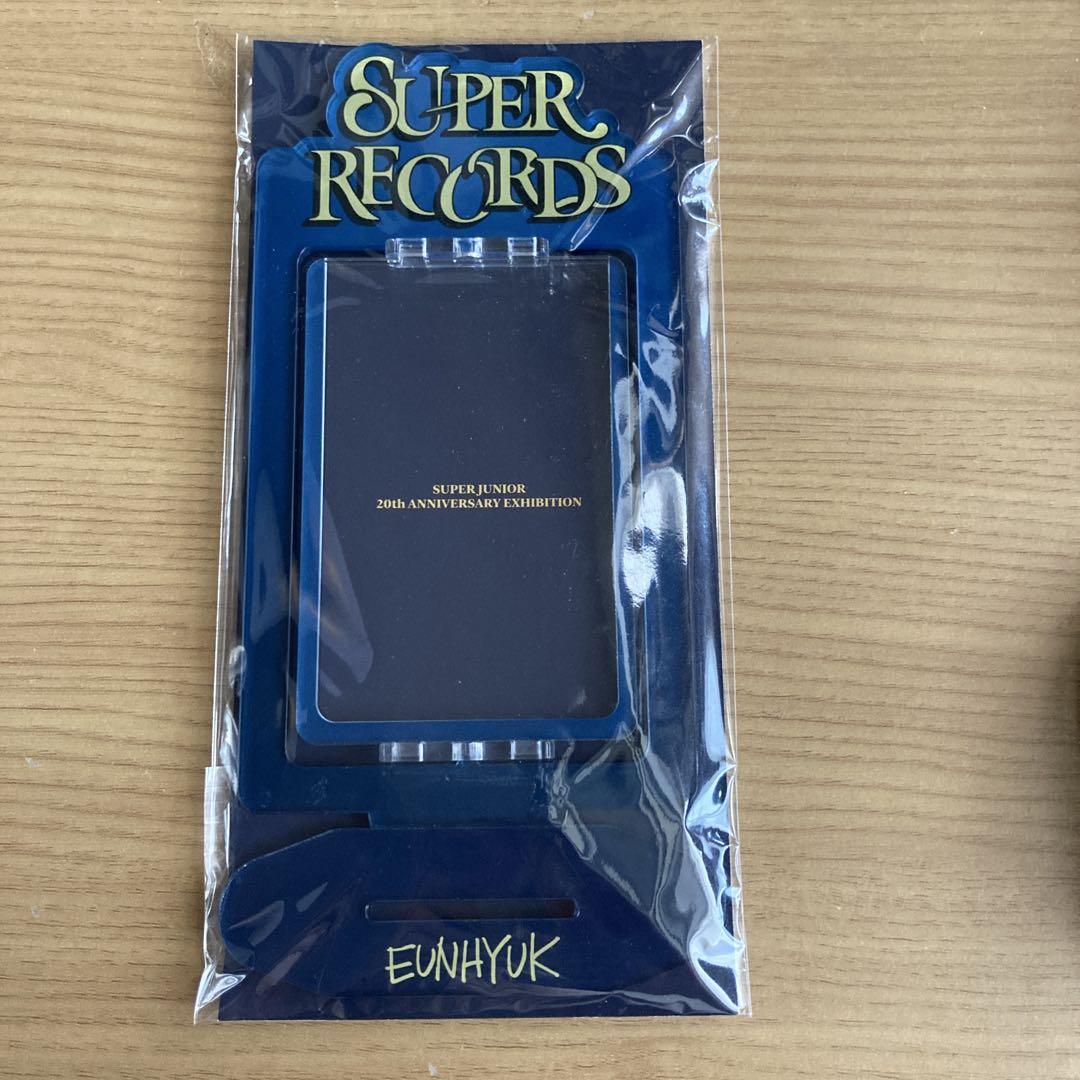 SUPER
RECORDS
SUPER JUNIOR
20th ANNIVERSARY EXHIBITION
EUNHYUK